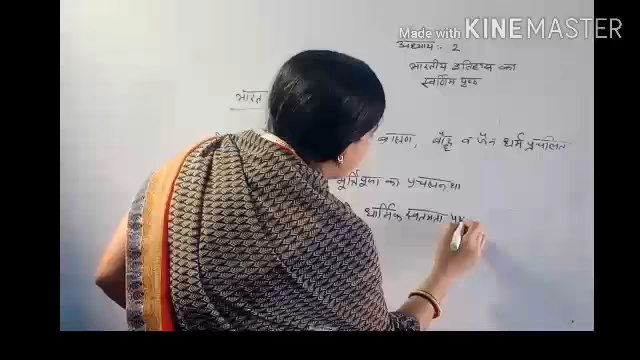 Made with KINEMASTER
अध्याय :- 2
भारतीय इतिहास का
स्वर्णिम पृष्ठ
भारत
ब्राह्मण, बौद्ध व जैन धर्म प्रचलित
मूर्तिपूजा का प्रचलन था
धार्मिक स्वतंत्रता